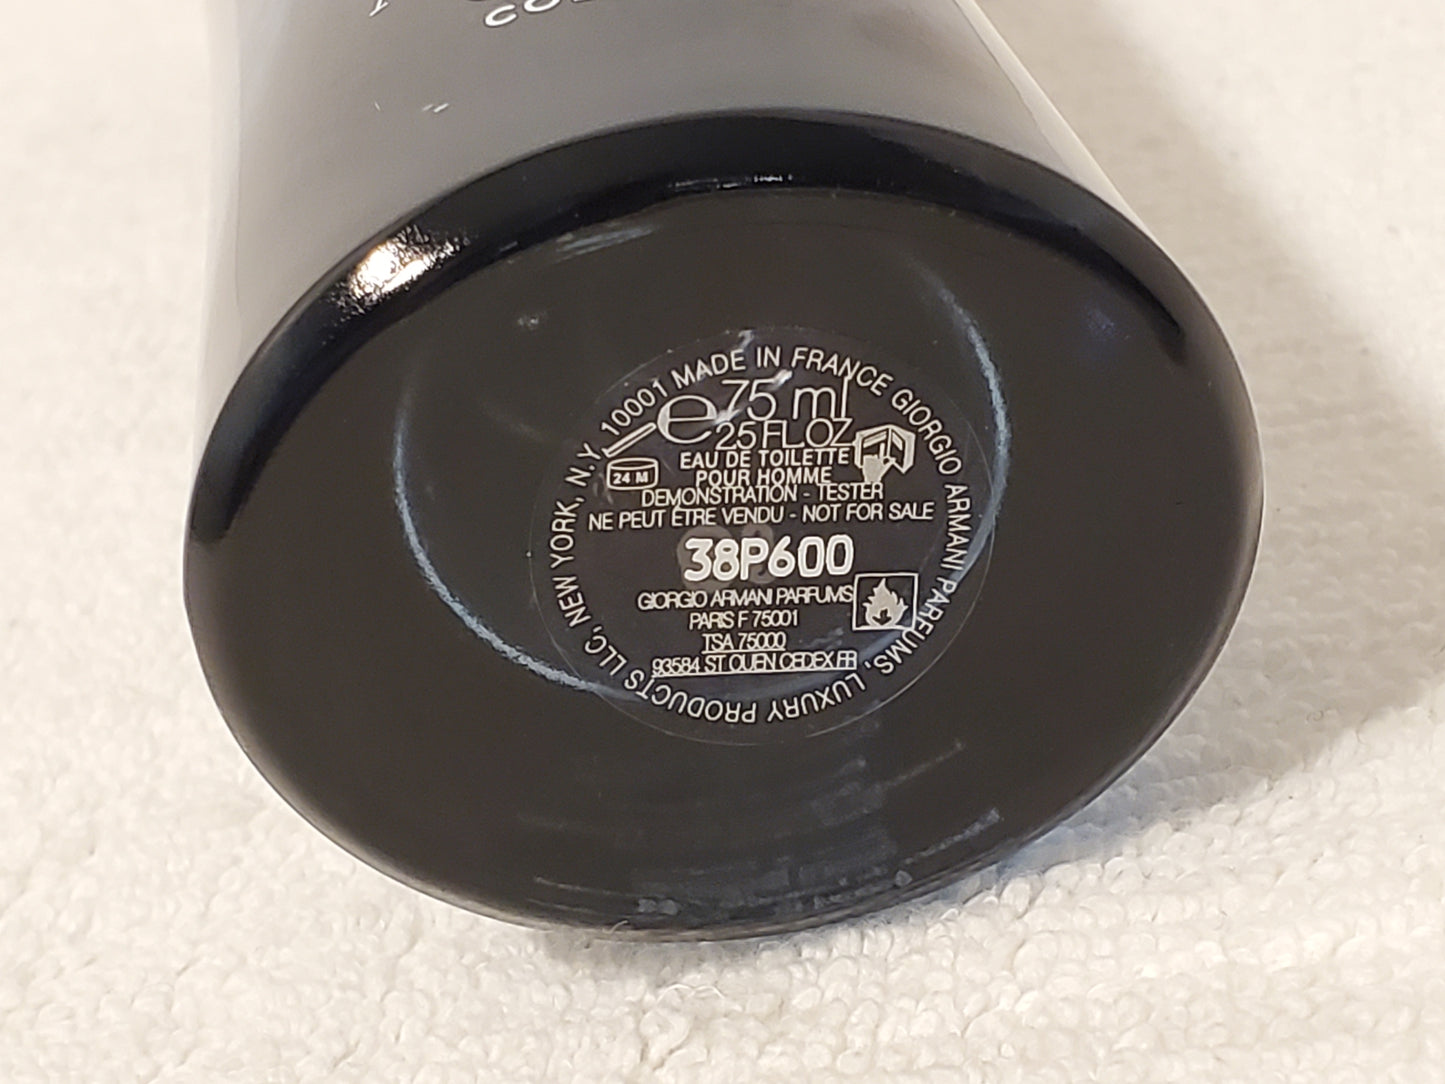 MADE IN FRANCE GIORGIO ARMANI PARFUMS, LUXURY PRODUCTS LLC, NEW YORK, N.Y. 10001
e 75 ml
2.5 FL.OZ
24 M
EAU DE TOILETTE
POUR HOMME
DEMONSTRATION - TESTER
NE PEUT ÊTRE VENDU - NOT FOR SALE
38P600
GIORGIO ARMANI PARFUMS
PARIS F 75001
TSA 75000
93584 ST OUEN CEDEX FR